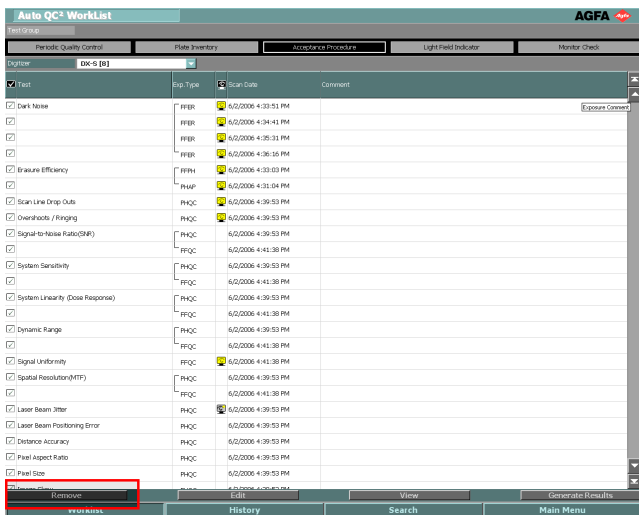 Auto QC² WorkList
AGFA
Test Group
Periodic Quality Control Plate Inventory Acceptance Procedure Light Field Indicator Monitor Check
Digitizer DX-S [B]
Test Exp.Type Scan Date Comment
Dark Noise FFER 6/2/2006 4:33:51 PM Exposure Comment
FFER 6/2/2006 4:34:41 PM
FFER 6/2/2006 4:35:31 PM
FFER 6/2/2006 4:36:16 PM
Erasure Efficiency FFPH 6/2/2006 4:33:03 PM
PHAP 6/2/2006 4:31:04 PM
Scan Line Drop Outs PHQC 6/2/2006 4:39:53 PM
Overshoots / Ringing PHQC 6/2/2006 4:39:53 PM
Signal-to-Noise Ratio(SNR) PHQC 6/2/2006 4:39:53 PM
FFQC 6/2/2006 4:41:38 PM
System Sensitivity PHQC 6/2/2006 4:39:53 PM
FFQC 6/2/2006 4:41:38 PM
System Linearity (Dose Response) PHQC 6/2/2006 4:39:53 PM
FFQC 6/2/2006 4:41:38 PM
Dynamic Range PHQC 6/2/2006 4:39:53 PM
FFQC 6/2/2006 4:41:38 PM
Signal Uniformity FFQC 6/2/2006 4:41:38 PM
Spatial Resolution(MTF) PHQC 6/2/2006 4:39:53 PM
FFQC 6/2/2006 4:41:38 PM
Laser Beam Jitter PHQC 6/2/2006 4:39:53 PM
Laser Beam Positioning Error PHQC 6/2/2006 4:39:53 PM
Distance Accuracy PHQC 6/2/2006 4:39:53 PM
Pixel Aspect Ratio PHQC 6/2/2006 4:39:53 PM
Pixel Size PHQC 6/2/2006 4:39:53 PM
Remove Edit View Generate Results
Worklist History Search Main Menu